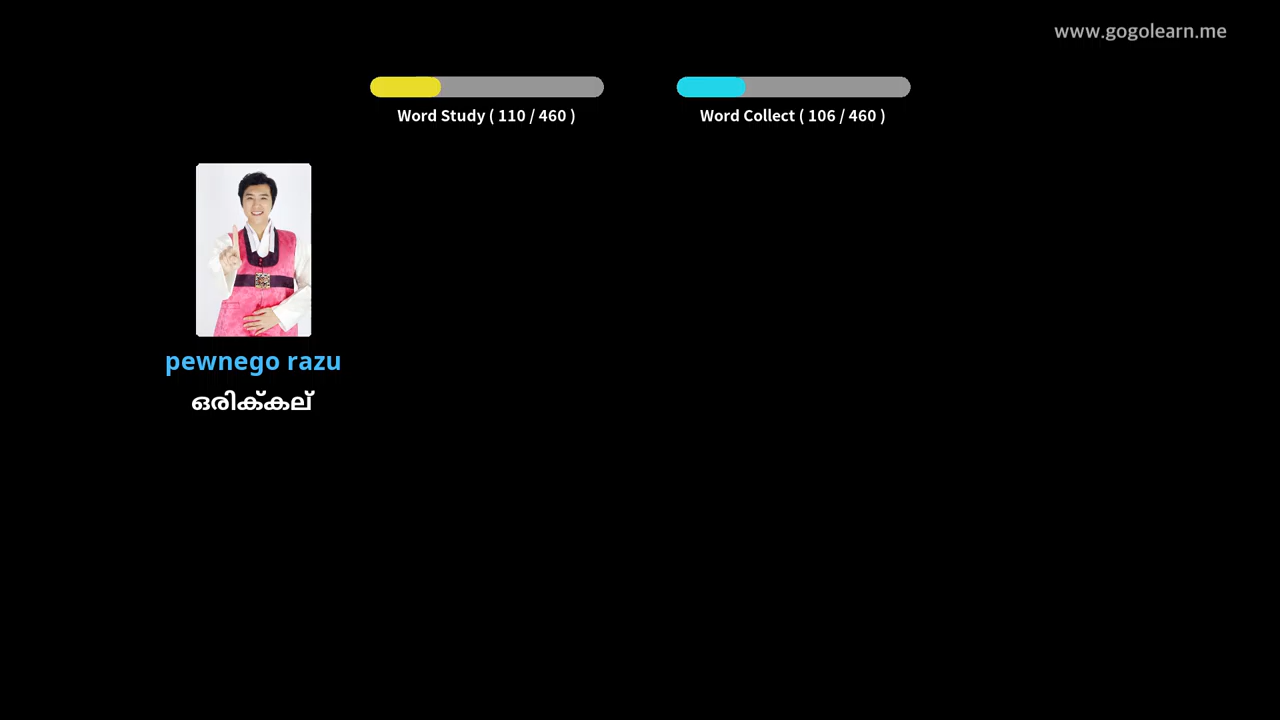 www.gogolearn.me
Word Study ( 110 / 460 )
Word Collect ( 106 / 460 )
pewnego razu
ഒരിക്കല്